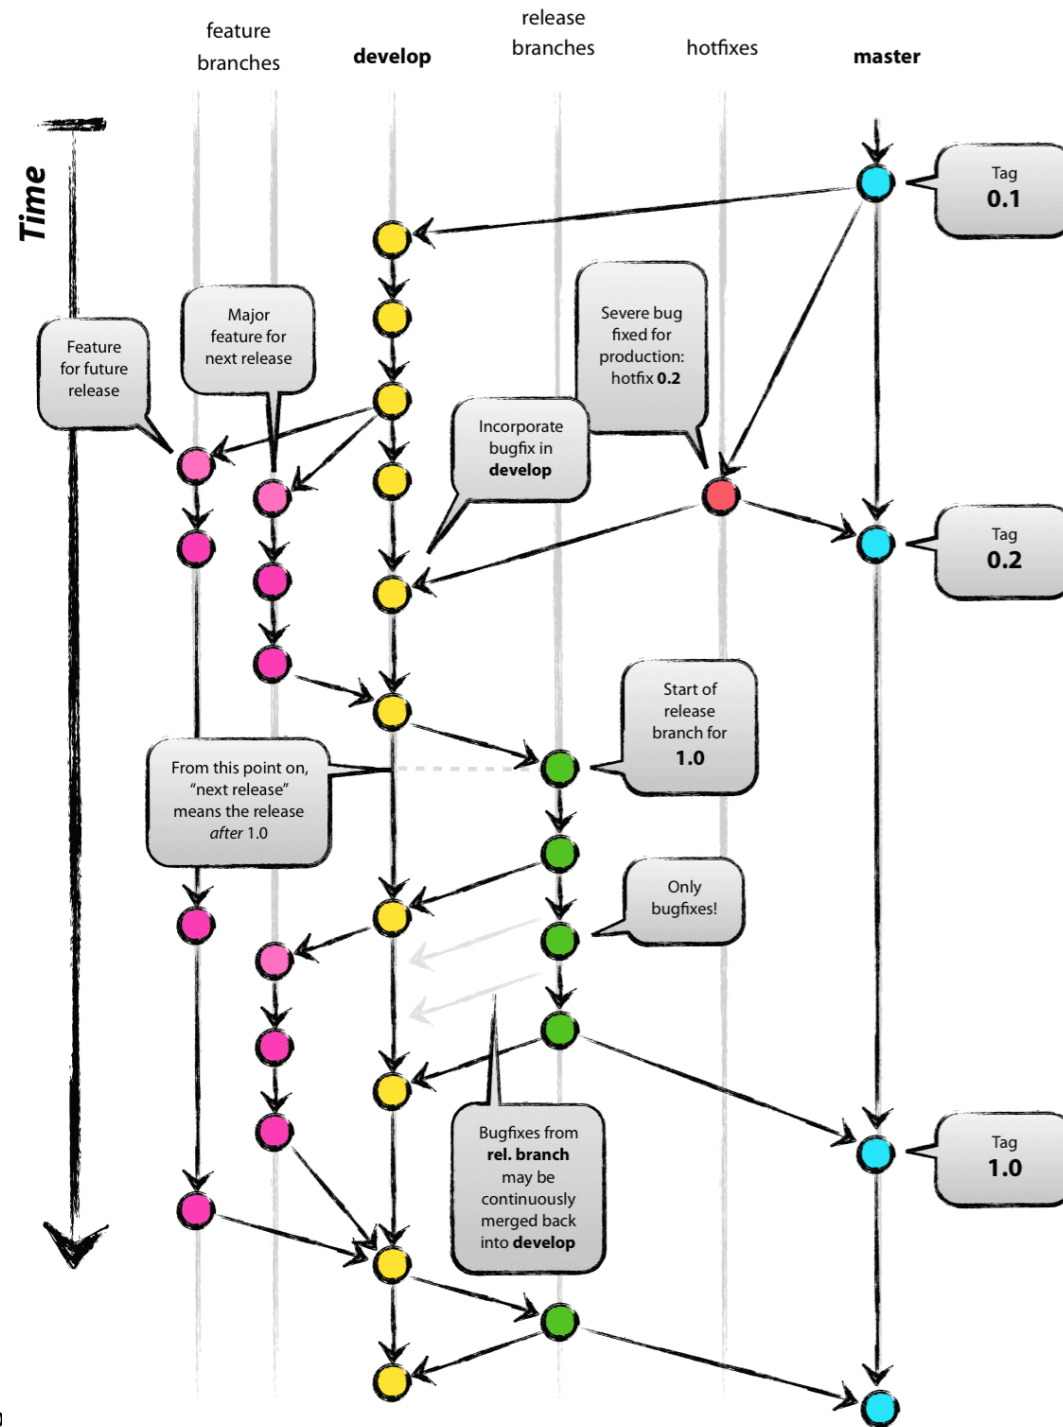 feature
branches
develop
release
branches
hotfixes
master
Time
Tag
0.1
Major
feature for
next release
Feature
for future
release
Severe bug
fixed for
production:
hotfix 0.2
Incorporate
bugfix in
develop
Tag
0.2
Start of
release
branch for
1.0
From this point on,
“next release”
means the release
after 1.0
Only
bugfixes!
Bugfixes from
rel. branch
may be
continuously
merged back
into develop
Tag
1.0